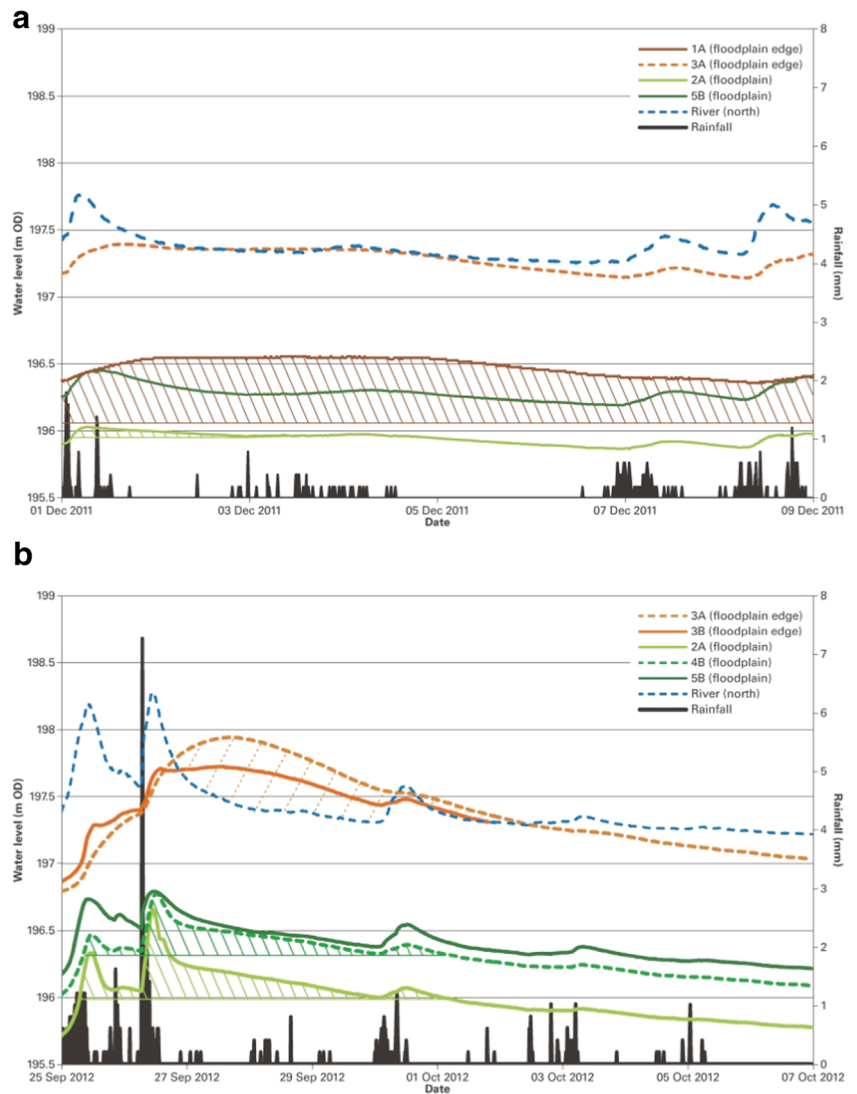 a
199
198.5
198
197.5
197
196.5
196
195.5
Water level (m OD)
8
7
6
5
4
3
2
1
0
Rainfall (mm)
1A (floodplain edge)
3A (floodplain edge)
2A (floodplain)
5B (floodplain)
River (north)
Rainfall
01 Dec 2011
03 Dec 2011
05 Dec 2011
07 Dec 2011
09 Dec 2011
Date
b
199
198.5
198
197.5
197
196.5
196
195.5
Water level (m OD)
8
7
6
5
4
3
2
1
0
Rainfall (mm)
3A (floodplain edge)
3B (floodplain edge)
2A (floodplain)
4B (floodplain)
5B (floodplain)
River (north)
Rainfall
25 Sep 2012
27 Sep 2012
29 Sep 2012
01 Oct 2012
03 Oct 2012
05 Oct 2012
07 Oct 2012
Date